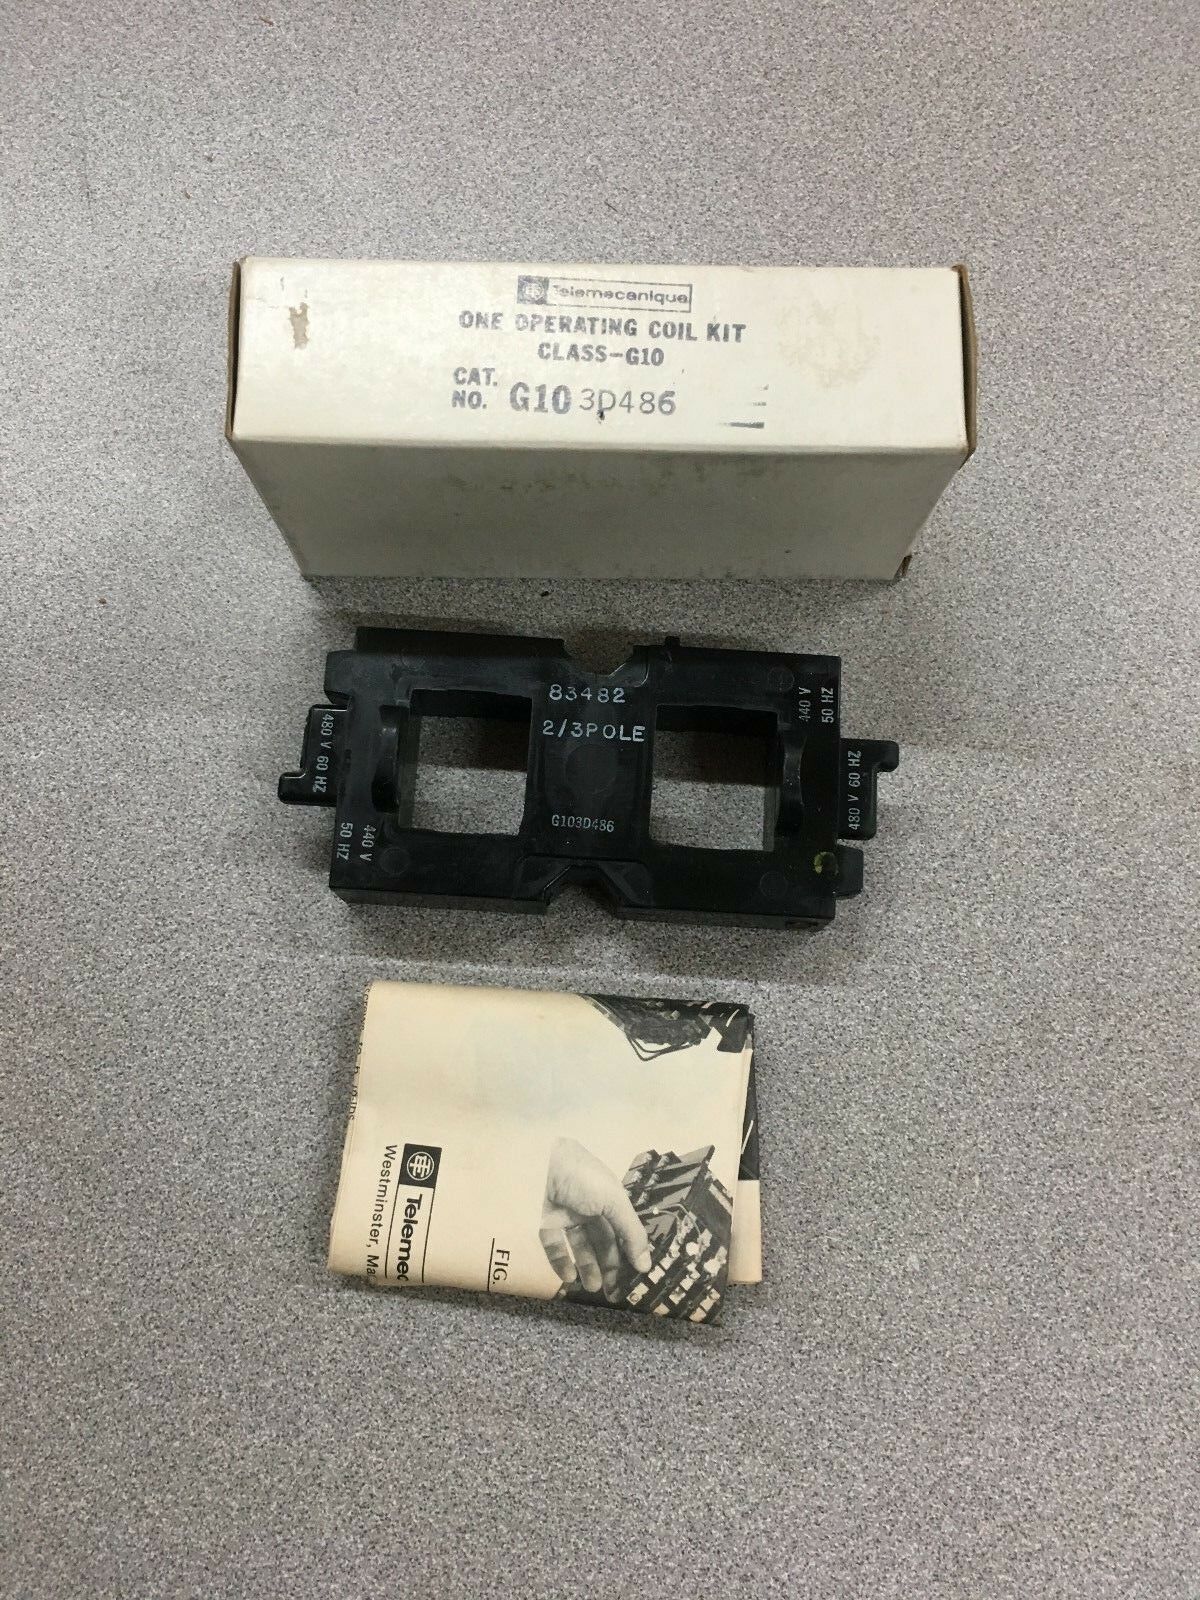 Telemecanique
ONE OPERATING COIL KIT
CLASS-G10
CAT.
NO. G10 3D486
83482
2/3POLE
G103D486
480 V 60 HZ
440 V
50 HZ
440 V
50 HZ
480 V 60 HZ
Telemec
Westminster, Ma
FIG.